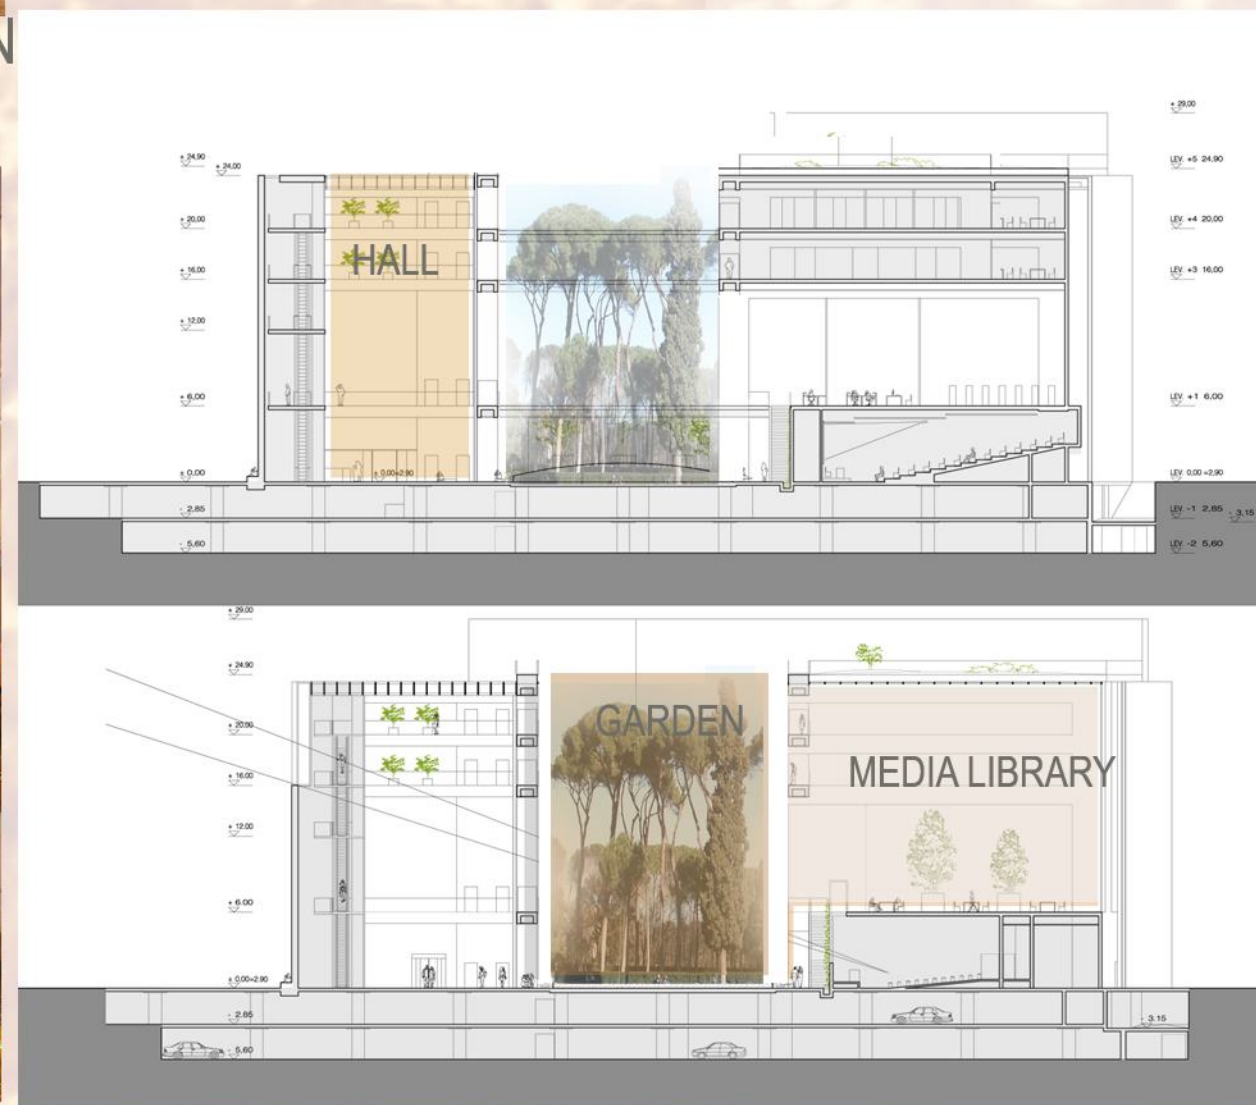 N
+ 29,00
+ 24,90
+ 24,00
LEV. +5 24,90
+ 20,00
LEV. +4 20,00
HALL
+ 16,00
LEV. +3 16,00
+ 12,00
+ 6,00
LEV. +1 6,00
+ 0,00
± 0,00=2,90
LEV. 0,00 =2,90
- 2,85
LEV. -1 2,85
- 3,15
- 5,60
LEV. -2 5,60
+ 29,00
+ 24,90
+ 20,00
GARDEN
+ 16,00
MEDIA LIBRARY
+ 12,00
+ 6,00
± 0,00=2,90
- 2,85
- 3,15
- 5,60